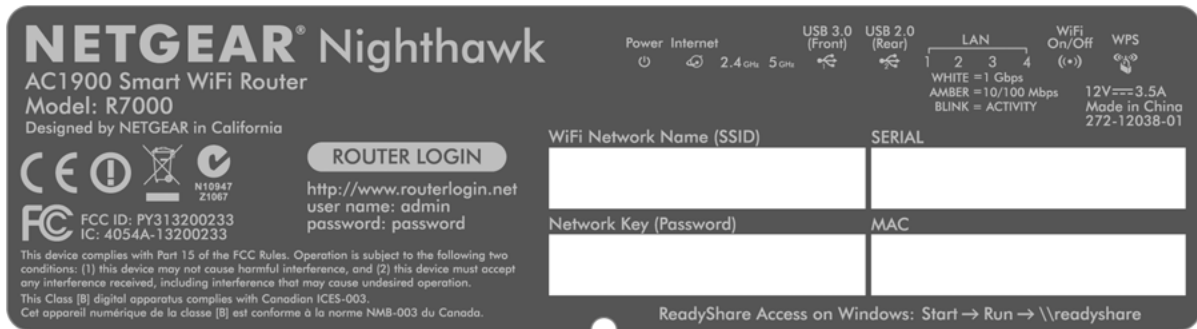 NETGEAR® Nighthawk
AC1900 Smart WiFi Router
Model: R7000
Designed by NETGEAR in California
N10947
Z1067
FCC ID: PY313200233
IC: 4054A-13200233
ROUTER LOGIN
http://www.routerlogin.net
user name: admin
password: password
This device complies with Part 15 of the FCC Rules. Operation is subject to the following two
conditions: (1) this device may not cause harmful interference, and (2) this device must accept
any interference received, including interference that may cause undesired operation.
This Class [B] digital apparatus complies with Canadian ICES-003.
Cet appareil numérique de la classe [B] est conforme à la norme NMB-003 du Canada.
Power Internet 2.4 GHz 5 GHz
USB 3.0
(Front)
USB 2.0
(Rear)
LAN
1 2 3 4
WHITE = 1 Gbps
AMBER = 10/100 Mbps
BLINK = ACTIVITY
WiFi
On/Off
WPS
12V⎓3.5A
Made in China
272-12038-01
WiFi Network Name (SSID)
SERIAL
Network Key (Password)
MAC
ReadyShare Access on Windows: Start → Run → \\readyshare